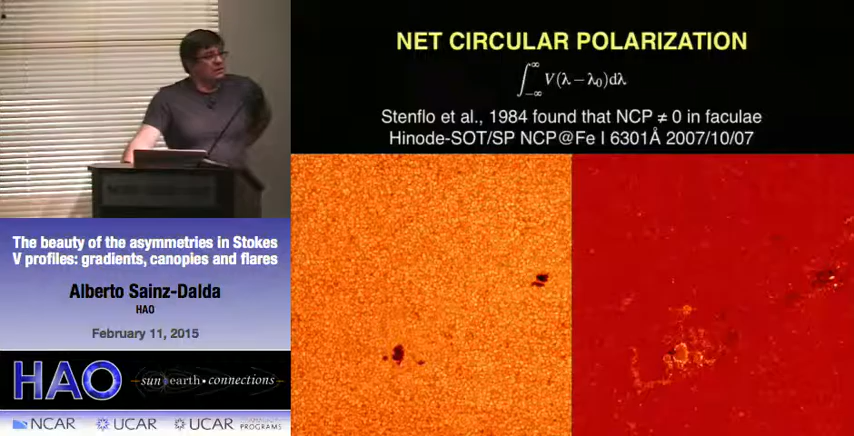 NET CIRCULAR POLARIZATION
∫_{-∞}^{∞} V(λ − λ₀)dλ
Stenflo et al., 1984 found that NCP ≠ 0 in faculae
Hinode-SOT/SP NCP@Fe I 6301Å 2007/10/07
The beauty of the asymmetries in Stokes
V profiles: gradients, canopies and flares
Alberto Sainz-Dalda
HAO
February 11, 2015
HAO sun earth • connections
NCAR UCAR UCAR PROGRAMS